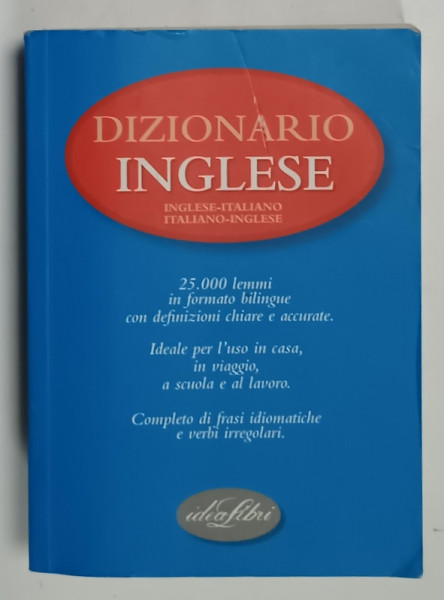 DIZIONARIO
INGLESE
INGLESE-ITALIANO
ITALIANO-INGLESE
25.000 lemmi
in formato bilingue
con definizioni chiare e accurate.
Ideale per l'uso in casa,
in viaggio,
a scuola e al lavoro.
Completo di frasi idiomatiche
e verbi irregolari.
ideaLibri